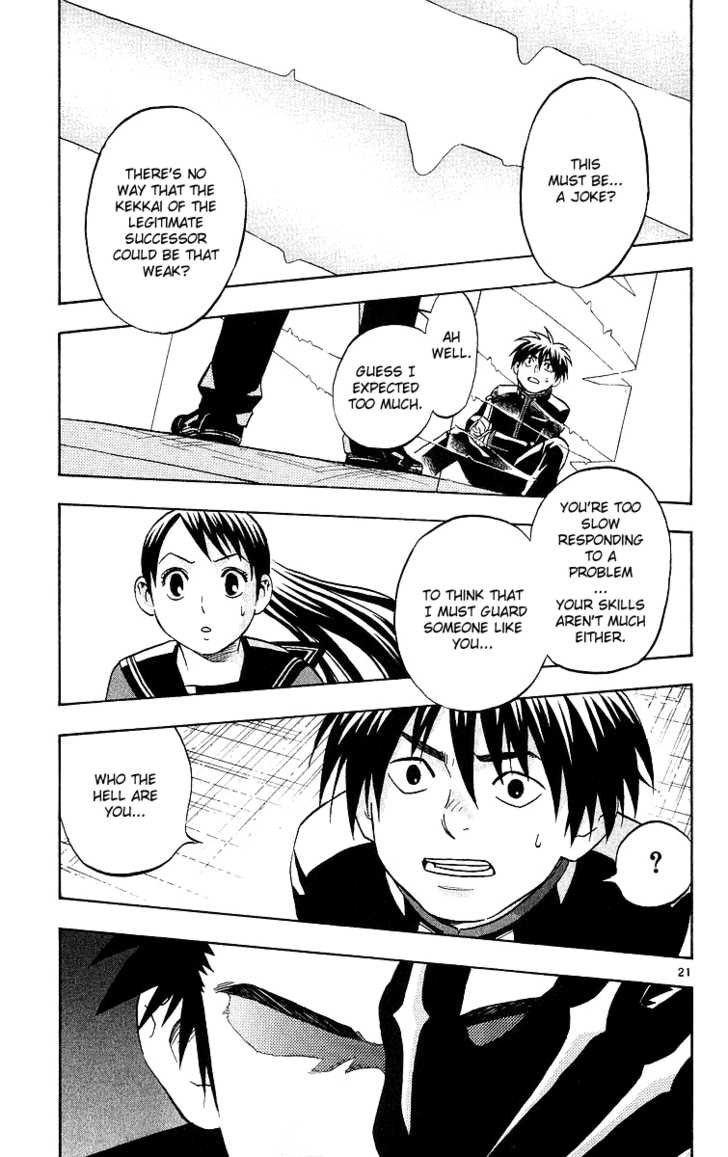 THIS
MUST BE...
A JOKE?
THERE'S NO
WAY THAT THE
KEKKAI OF THE
LEGITIMATE
SUCCESSOR
COULD BE THAT
WEAK?
AH
WELL.
GUESS I
EXPECTED
TOO MUCH.
YOU'RE TOO
SLOW
RESPONDING
TO A
PROBLEM
...
YOUR SKILLS
AREN'T MUCH
EITHER.
TO THINK THAT
I MUST GUARD
SOMEONE LIKE
YOU...
?
WHO THE
HELL ARE
YOU...
21